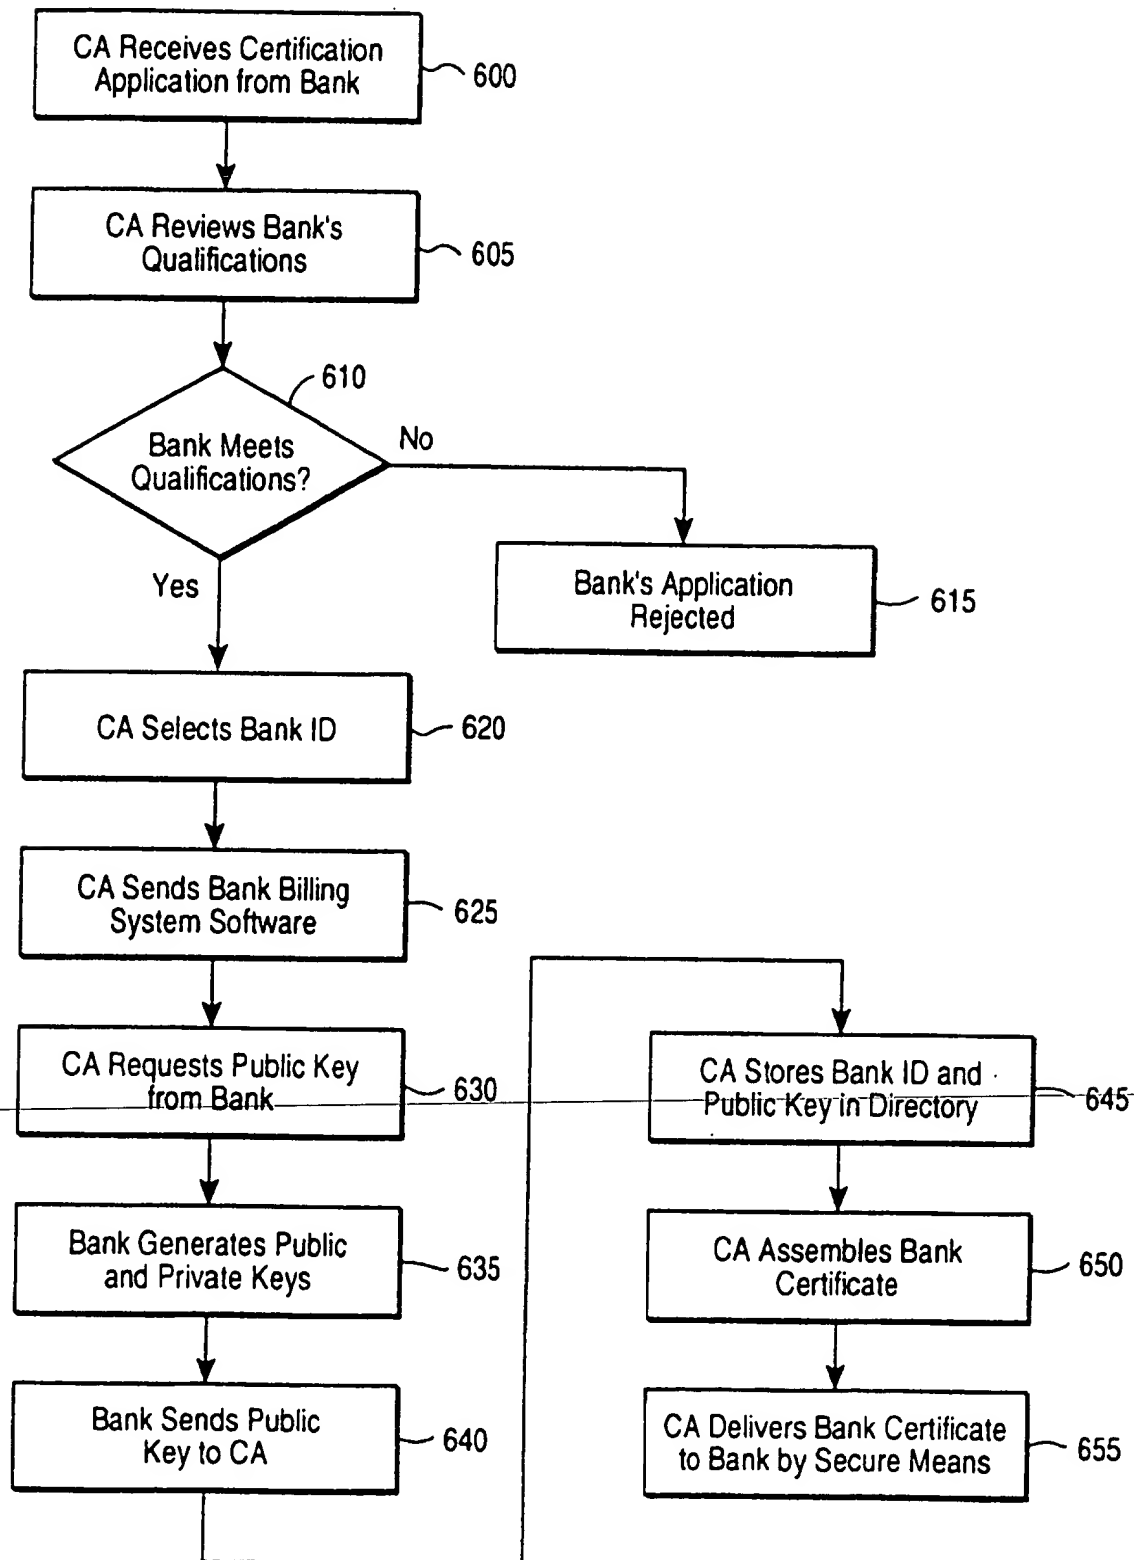 CA Receives Certification
Application from Bank
600
CA Reviews Bank's
Qualifications
605
610
Bank Meets
Qualifications?
No
Yes
Bank's Application
Rejected
615
CA Selects Bank ID
620
CA Sends Bank Billing
System Software
625
CA Requests Public Key
from Bank
630
Bank Generates Public
and Private Keys
635
Bank Sends Public
Key to CA
640
CA Stores Bank ID and
Public Key in Directory
645
CA Assembles Bank
Certificate
650
CA Delivers Bank Certificate
to Bank by Secure Means
655